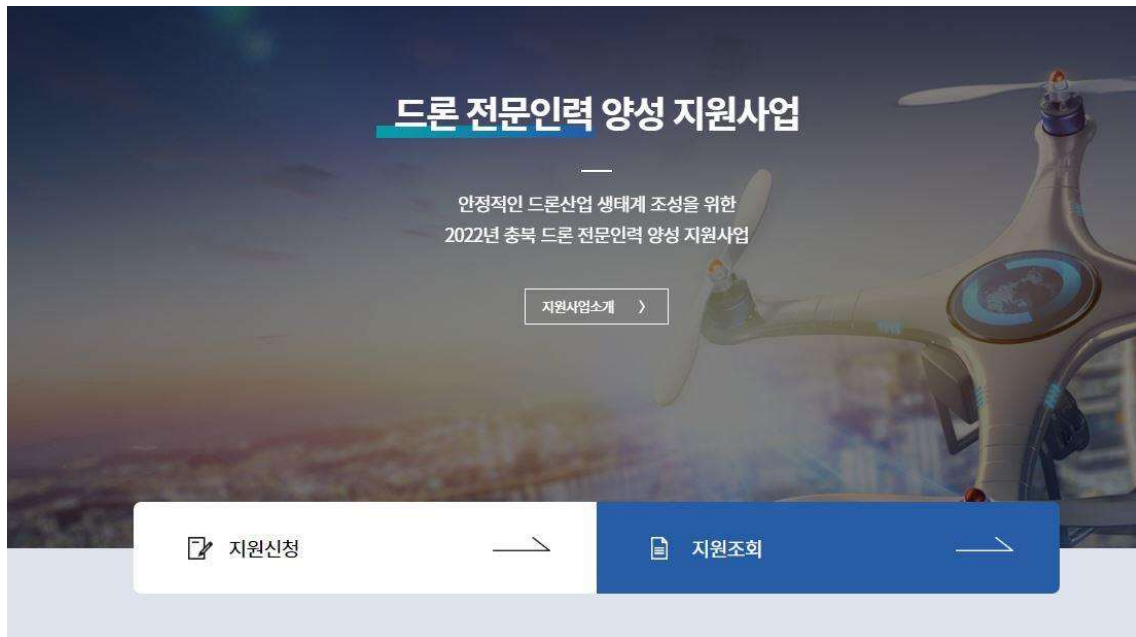 드론 전문인력 양성 지원사업
안정적인 드론산업 생태계 조성을 위한
2022년 충북 드론 전문인력 양성 지원사업
지원사업소개
지원신청
지원조회